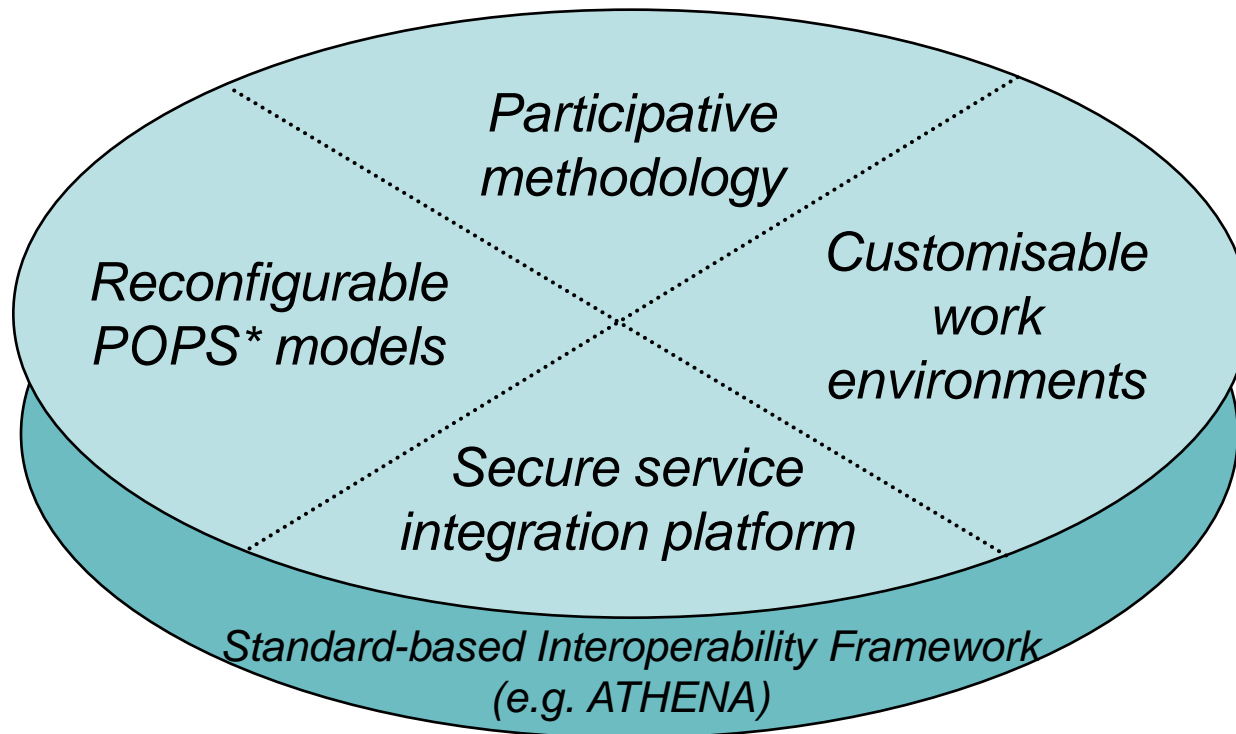 Participative
methodology
Reconfigurable
POPS* models
Customisable
work
environments
Secure service
integration platform
Standard-based Interoperability Framework
(e.g. ATHENA)